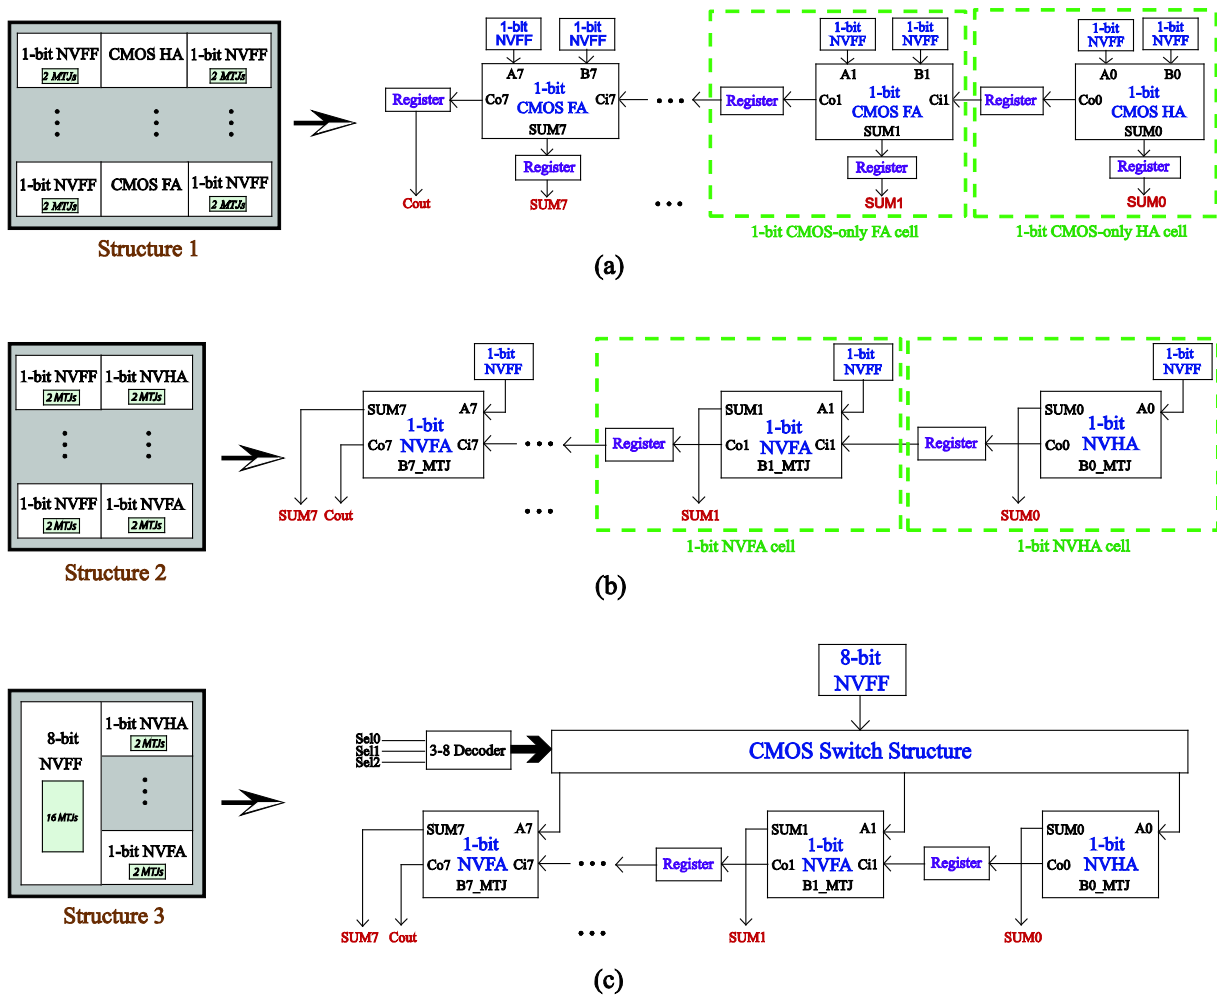 1-bit NVFF CMOS HA 1-bit NVFF
2 MTJs 2 MTJs
1-bit NVFF CMOS FA 1-bit NVFF
2 MTJs 2 MTJs
Structure 1
1-bit NVFF
1-bit NVFF
A7 B7
1-bit CMOS FA
Co7 Ci7
SUM7
Register
Register
Cout
SUM7
1-bit NVFF
1-bit NVFF
A1 B1
1-bit CMOS FA
Co1 Ci1
SUM1
Register
Register
SUM1
1-bit CMOS-only FA cell
1-bit NVFF
1-bit NVFF
A0 B0
1-bit CMOS HA
Co0
SUM0
Register
Register
SUM0
1-bit CMOS-only HA cell
(a)
1-bit NVFF 1-bit NVHA
2 MTJs 2 MTJs
1-bit NVFF 1-bit NVFA
2 MTJs 2 MTJs
Structure 2
1-bit NVFF
SUM7 A7
1-bit NVFA
Co7 Ci7
B7_MTJ
SUM7 Cout
1-bit NVFF
SUM1 A1
1-bit NVFA
Co1 Ci1
B1_MTJ
Register
SUM1
1-bit NVFA cell
1-bit NVFF
SUM0 A0
1-bit NVHA
Co0
B0_MTJ
Register
SUM0
1-bit NVHA cell
(b)
8-bit NVFF
16 MTJs
1-bit NVHA
2 MTJs
1-bit NVFA
2 MTJs
Structure 3
8-bit NVFF
Sel0
Sel1
Sel2
3-8 Decoder
CMOS Switch Structure
SUM7 A7
1-bit NVFA
Co7 Ci7
B7_MTJ
SUM7 Cout
Register
SUM1 A1
1-bit NVFA
Co1 Ci1
B1_MTJ
SUM1
Register
SUM0 A0
1-bit NVHA
Co0
B0_MTJ
SUM0
(c)